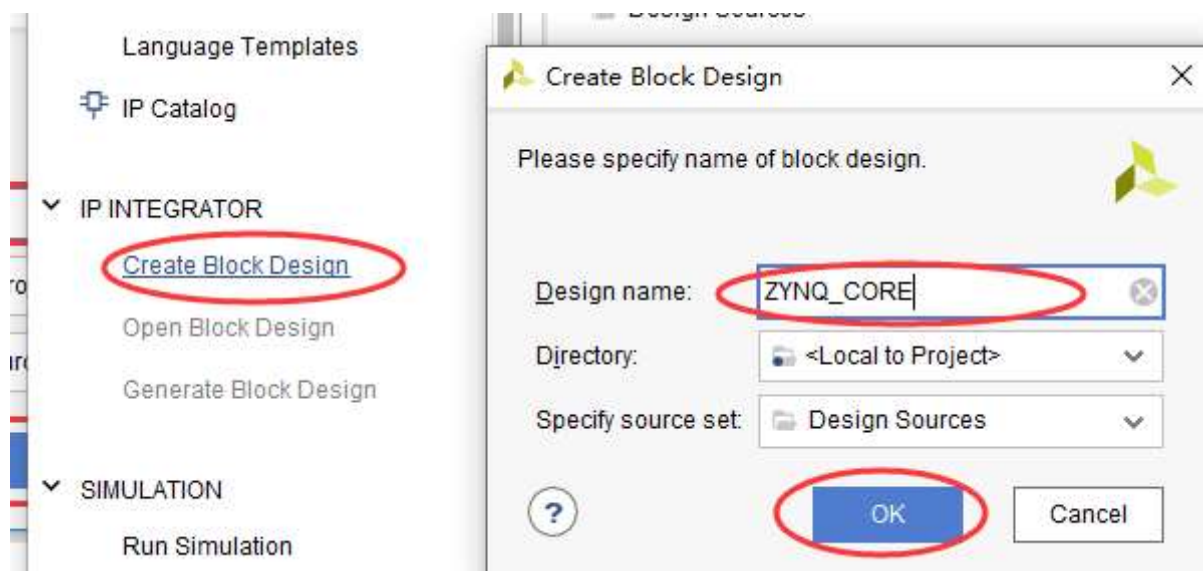 Design Sources
Language Templates
IP Catalog
IP INTEGRATOR
Create Block Design
Open Block Design
Generate Block Design
SIMULATION
Run Simulation
Create Block Design
Please specify name of block design.
Design name: ZYNQ_CORE
Directory: <Local to Project>
Specify source set: Design Sources
? OK Cancel